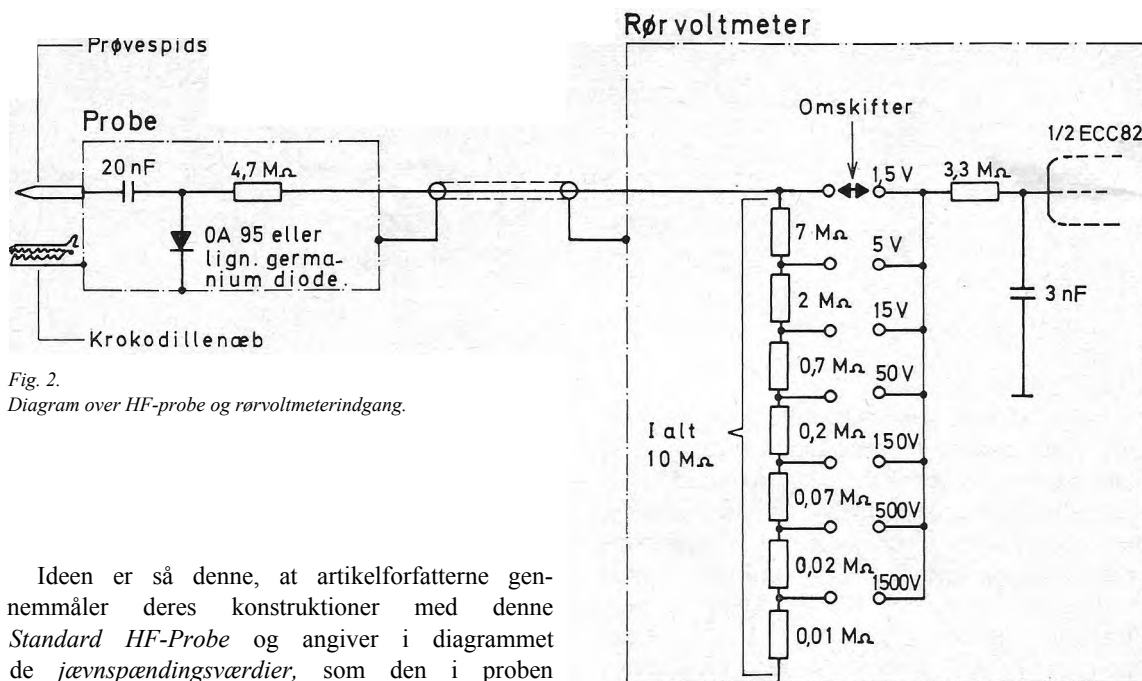 Rørvoltmeter
Prøvespids
Probe
20 nF
4,7 MΩ
OA 95 eller
lign. germa-
nium diode.
Krokodillenæb
Omskifter
1/2 ECC82
1,5 V
3,3 MΩ
7 MΩ
5 V
2 MΩ
15 V
3 nF
0,7 MΩ
50 V
I alt
10 MΩ
0,2 MΩ
150V
0,07 MΩ
500V
0,02 MΩ
1500V
0,01 MΩ
Fig. 2.
Diagram over HF-probe og rørvoltmeterindgang.
Ideen er så denne, at artikelforfatterne gen-
nemmåler deres konstruktioner med denne
Standard HF-Probe og angiver i diagrammet
de jævnspændingsværdier, som den i proben